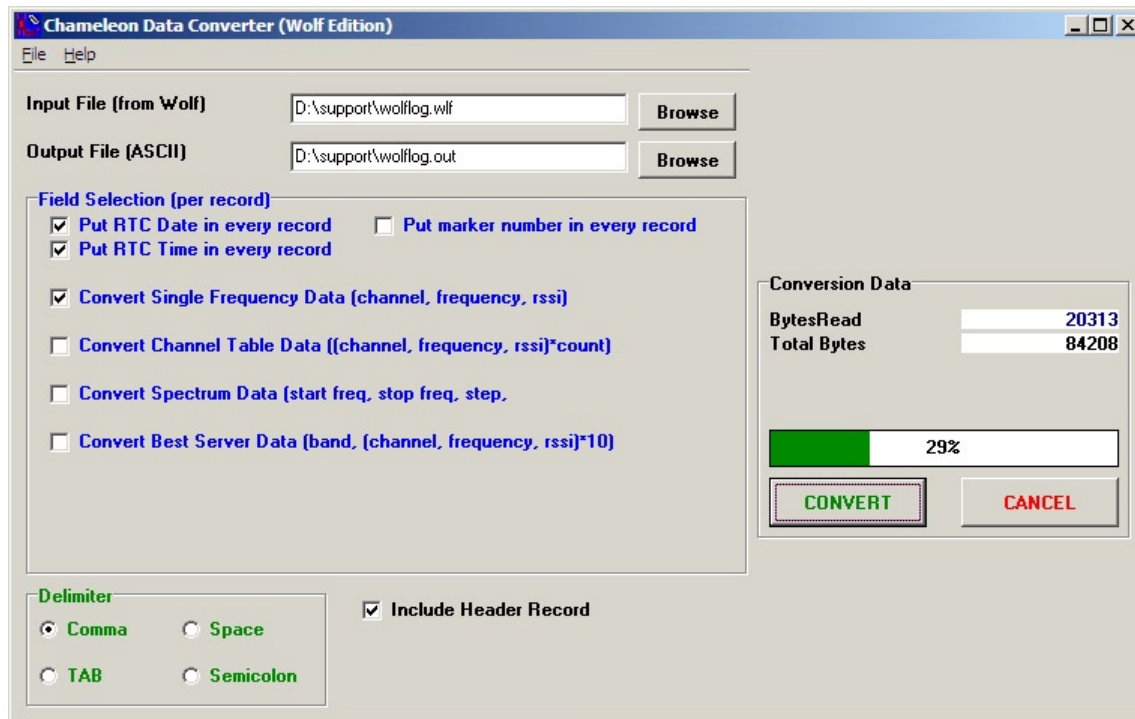 Chameleon Data Converter (Wolf Edition)
File Help
Input File (from Wolf) D:\support\wolflog.wlf Browse
Output File (ASCII) D:\support\wolflog.out Browse
Field Selection (per record)
Put RTC Date in every record Put marker number in every record
Put RTC Time in every record
Convert Single Frequency Data (channel, frequency, rssi)
Convert Channel Table Data ((channel, frequency, rssi)*count)
Convert Spectrum Data (start freq, stop freq, step,
Convert Best Server Data (band, (channel, frequency, rssi)*10)
Conversion Data
BytesRead 20313
Total Bytes 84208
29%
CONVERT CANCEL
Delimiter
Comma Space
TAB Semicolon
Include Header Record